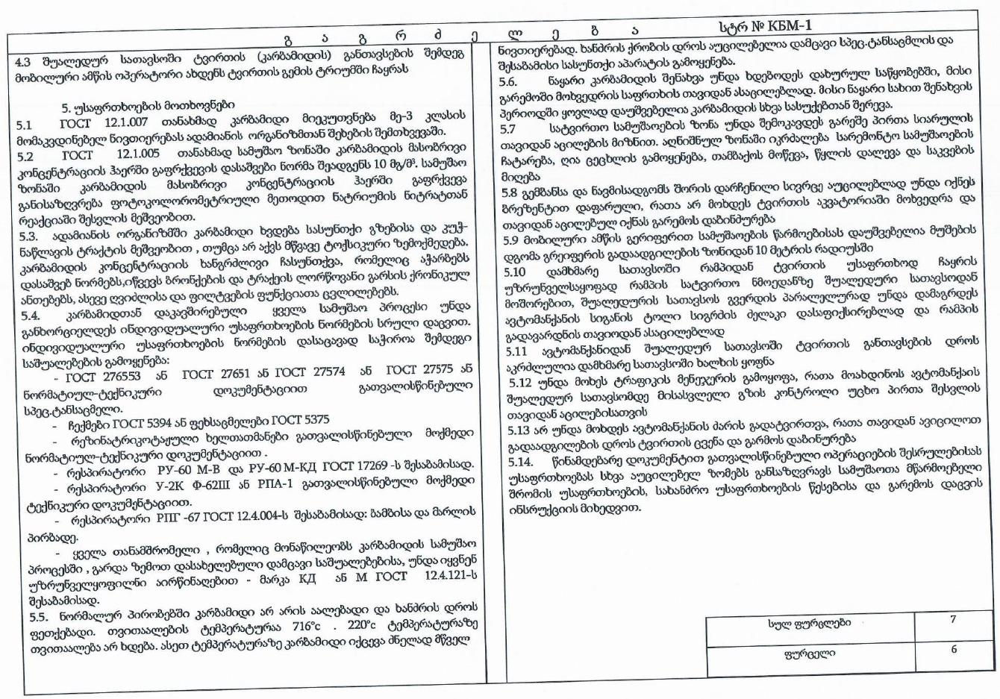 გ ა გ რ ძ ე ლ ე ბ ა სტრ № КБМ-1
4.3 შუალედურ სათავსოში ტვირთის (კარბამიდის) განთავსების შემდეგ
მობილური ამწის ოპერატორი ახდენს ტვირთის გემის ტრიუმში ჩაყრას
5. უსაფრთხოების მოთხოვნები
5.1 ГОСТ 12.1.007 თანახმად კარბამიდი მიეკუთვნება მე-3 კლასის
მომაკვდინებელ ნივთიერებას ადამიანის ორგანიზმთან შეხების შემთხვევაში.
5.2 ГОСТ 12.1.005 თანახმად სამუშაო ზონაში კარბამიდის მასობრივი
კონცენტრაციის ჰაერში გაფრქვევის დასაშვები ნორმა შეადგენს 10 მგ/მ³. სამუშაო
ზონაში კარბამიდის მასობრივი კონცენტრაციის ჰაერში გაფრქვევა
განისაზღვრება ფოტოკოლორომეტრიული მეთოდით ნატრიუმის ნიტრატთან
რეაქციაში შესვლის მეშვეობით.
5.3. ადამიანის ორგანიზმში კარბამიდი ხვდება სასუნთქი გზებისა და კუჭ-
ნაწლავის ტრაქტის მეშვეობით , თუმცა არ აქვს მწვავე ტოქსიკური ზემოქმედება.
კარბამიდის კონცენტრაციის ხანგრძლივი ჩასუნთქვა, რომელიც აჭარბებს
დასაშვებ ნორმებს,იწვევს ბრონქების და ტრაქეის ლორწოვანი გარსის ქრონიკულ
ანთებებს, ასევე ღვიძლისა და ფილტვების ფუნქციათა ცვლილებებს.
5.4. კარბამიდთან დაკავშირებული ყველა სამუშაო პროცესი უნდა
განხორციელდეს ინდივიდუალური უსაფრთხოების ნორმების სრული დაცვით.
ინდივიდუალური უსაფრთხოების ნორმების დასაცავად საჭიროა შემდეგი
საშუალებების გამოყენება:
- ГОСТ 276553 ან ГОСТ 27651 ან ГОСТ 27574 ან ГОСТ 27575 ან
ნორმატიულ-ტექნიკური დოკუმენტაციით გათვალისწინებული
სპეც.ტანსაცმელი.
- ჩექმები ГОСТ 5394 ან ფეხსაცმელები ГОСТ 5375
- რეზინატრიკოტაჟული ხელთათმანები გათვალისწინებული მოქმედი
ნორმატიულ-ტექნიკური დოკუმენტაციით .
- რესპირატორი РУ-60 М-В და РУ-60 М-КД ГОСТ 17269 -ს შესაბამისად.
- რესპირატორი У-2К Ф-62Ш ან РПА-1 გათვალისწინებული მოქმედი
ტექნიკური დოკუმენტაციით.
- რესპირატორი РПГ -67 ГОСТ 12.4.004-ს შესაბამისად: ბამბისა და მარლის
პირბადე.
- ყველა თანამშრომელი , რომელიც მონაწილეობს კარბამიდის სამუშაო
პროცესში , გარდა ზემოთ დასახელებული დამცავი საშუალებებისა, უნდა იყვნენ
უზრუნველყოფილნი აირწინაღებით - მარკა КД ან М ГОСТ 12.4.121-ს
შესაბამისად.
5.5. ნორმალურ პირობებში კარბამიდი არ არის აალებადი და ხანძრის დროს
ფეთქებადი. თვითაალების ტემპერატურაა 716°c . 220°c ტემპერატურაზე
თვითაალება არ ხდება. ასეთ ტემპერატურაზე კარბამიდი იქცევა ძნელად მწველ
ნივთიერებად. ხანძრის ქრობის დროს აუცილებელია დამცავი სპეც.ტანსაცმლის და
შესაბამისი სასუნთქი აპარატის გამოყენება.
5.6. ნაყარი კარბამიდის შენახვა უნდა ხდებოდეს დახურულ საწყობებში, მისი
გარემოში მოხვედრის საფრთხის თავიდან ასაცილებლად. მისი ნაყარი სახით შენახვის
პერიოდში ყოვლად დაუშვებელია კარბამიდის სხვა სასუქებთან შერევა.
5.7 სატვირთო სამუშაოების ზონა უნდა შემოკავდეს გარეშე პირთა სიარულის
თავიდან აცილების მიზნით. აღნიშნულ ზონაში იკრძალება სარემონტო სამუშაოების
ჩატარება, ღია ცეცხლის გამოყენება, თამბაქოს მოწევა, წყლის დალევა და საკვების
მიღება
5.8 გემბანსა და ნავმისადგომს შორის დარჩენილი სივრცე აუცილებლად უნდა იქნეს
ბრეზენტით დაფარული, რათა არ მოხდეს ტვირთის აკვატორიაში მოხვედრა და
თავიდან აცილებულ იქნას გარემოს დაბინძურება
5.9 მობილური ამწის გერიფერით სამუშაოების წარმოებისას დაუშვებელია მუშების
დგომა გრეიფერის გადაადგილების ზონიდან 10 მეტრის რადიუსში
5.10 დამხმარე სათავსოში რამპიდან ტვირთის უსაფრთხოდ ჩაყრის
უზრუნველსაყოფად რამპის სატვირთო ნმოედანზე შუალედური სათავსოდან
მოშორებით, შუალედურის სათავსოს გვერდის პარალელურად უნდა დამაგრდეს
ავტომანქანის სიგანის ტოლი სიგრძის ძელაკი დასაფიქსირებლად და რამპის
გადავარდნის თავიოდან ასაცილებლად
5.11 ავტომანქანიდან შუალედურ სათავსოში ტვირთის განთავსების დროს
აკრძლულია დამხმარე სათავსოში ხალხის ყოფნა
5.12 უნდა მოხეს ტრაფიკის მენეჯერის გამოყოფა, რათა მოახდინოს ავტომანქაის
შუალედურ სათავსომდე მისასვლელი გზის კონტროლი უცხო პირთა შესვლის
თავიდან აცილებისათვის
5.13 არ უნდა მოხდეს ავტომანქანის ძარის გადატვირთვა, რათა თავიდან ავიცილოთ
გადაადგილების დროს ტვირთის ცვენა და გარმოს დაბინურება
5.14. წინამდებარე დოკუმენტით გათვალისწინებული ოპერაციების შესრულებისას
უსაფრთხოებას სხვა აუცილებელ ზომებს განსაზღვრავს სამუშაოთა მწარმოებელი
შრომის უსაფრთხოების, სახანძრო უსაფრთხოების წესებისა და გარემოს დაცვის
ინსრუქციის მიხედვით.
სულ ფურცლები 7
ფურცელი 6